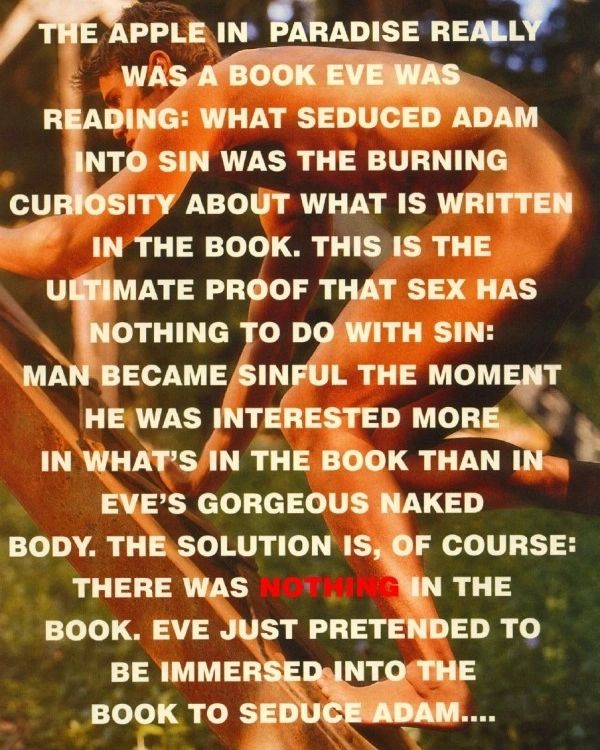 THE APPLE IN PARADISE REALLY
WAS A BOOK EVE WAS
READING: WHAT SEDUCED ADAM
INTO SIN WAS THE BURNING
CURIOSITY ABOUT WHAT IS WRITTEN
IN THE BOOK. THIS IS THE
ULTIMATE PROOF THAT SEX HAS
NOTHING TO DO WITH SIN:
MAN BECAME SINFUL THE MOMENT
HE WAS INTERESTED MORE
IN WHAT'S IN THE BOOK THAN IN
EVE'S GORGEOUS NAKED
BODY. THE SOLUTION IS, OF COURSE:
THERE WAS NOTHING IN THE
BOOK. EVE JUST PRETENDED TO
BE IMMERSED INTO THE
BOOK TO SEDUCE ADAM....